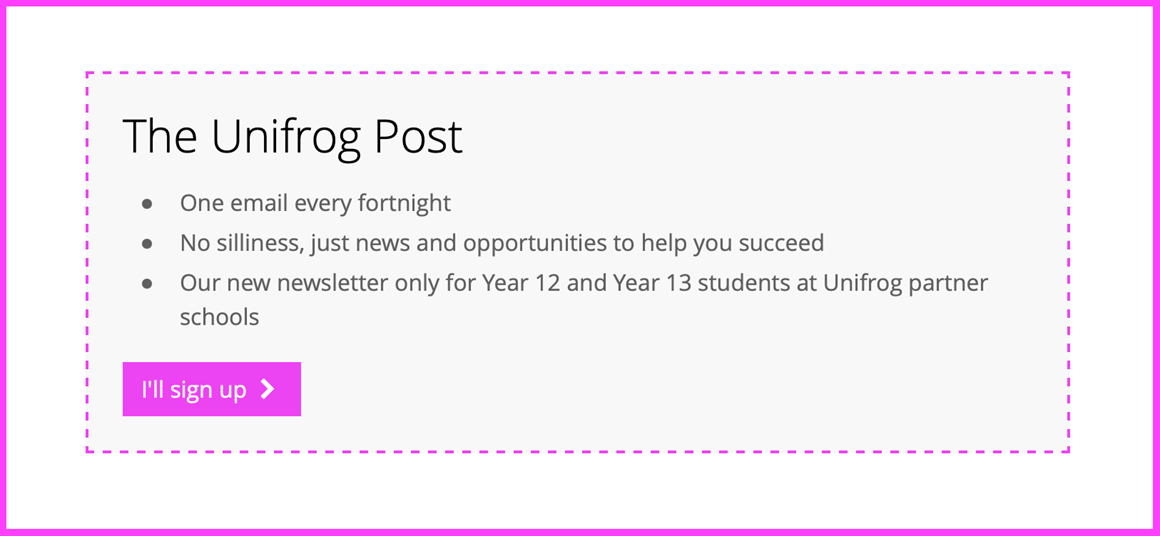 The Unifrog Post
● One email every fortnight
● No silliness, just news and opportunities to help you succeed
● Our new newsletter only for Year 12 and Year 13 students at Unifrog partner
schools
I'll sign up